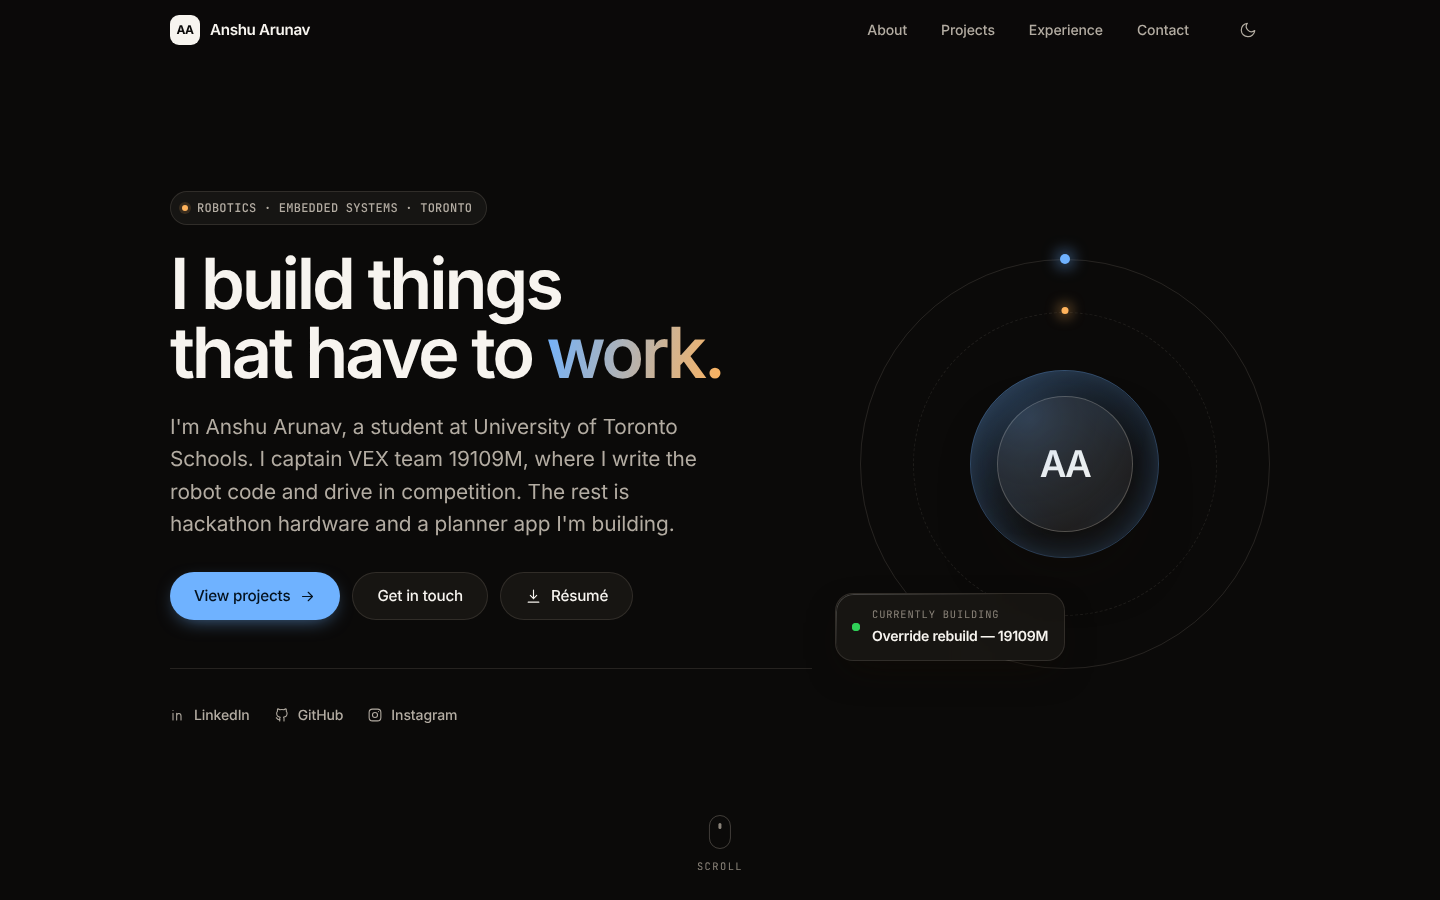 AA Anshu Arunav
About Projects Experience Contact
ROBOTICS · EMBEDDED SYSTEMS · TORONTO
I build things
that have to work.
I'm Anshu Arunav, a student at University of Toronto
Schools. I captain VEX team 19109M, where I write the
robot code and drive in competition. The rest is
hackathon hardware and a planner app I'm building.
View projects → Get in touch Résumé
in LinkedIn GitHub Instagram
AA
CURRENTLY BUILDING
Override rebuild — 19109M
SCROLL